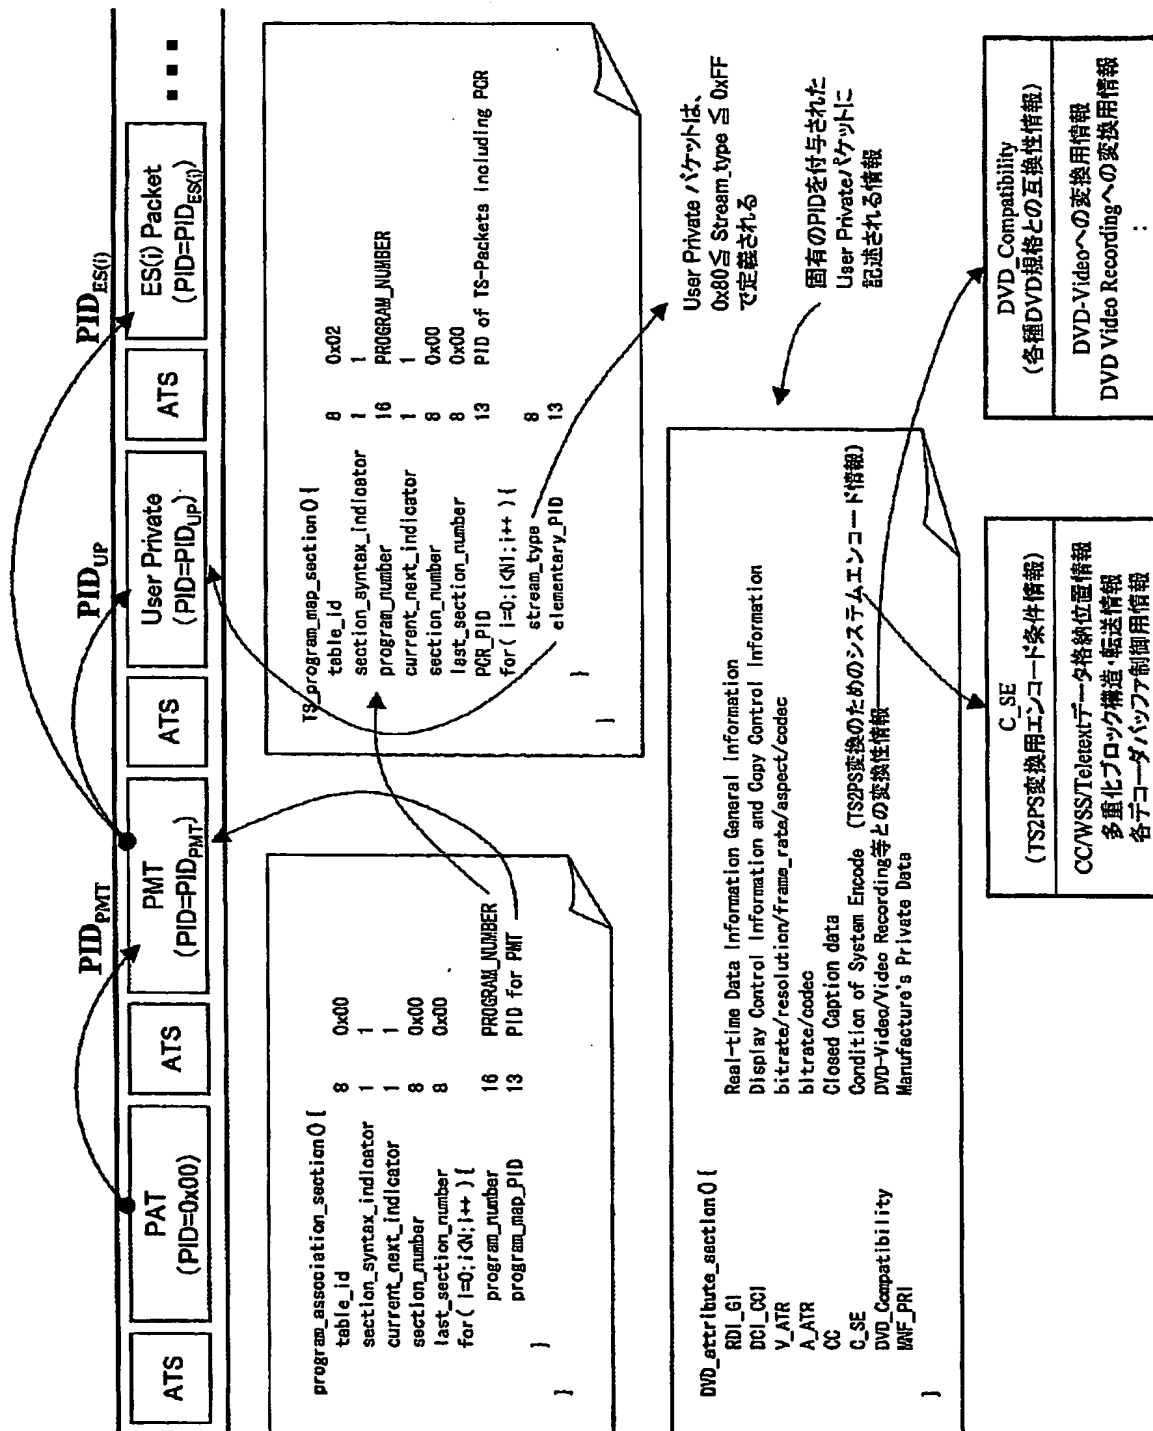 PID_PMT
PID_UP
PID_ES(i)
ATS
PAT
(PID=0x00)
ATS
PMT
(PID=PID_PMT)
ATS
User Private
(PID=PID_UP)
ATS
ES(i) Packet
(PID=PID_ES(i))
■ ■ ■
program_association_section() {
table_id 8 0x00
section_syntax_indicator 1 1
current_next_indicator 1 1
section_number 8 0x00
last_section_number 8 0x00
for( i=0;i<N;i++ ) {
program_number 16 PROGRAM_NUMBER
program_map_PID 13 PID for PMT
}
TS_program_map_section() {
table_id 8 0x02
section_syntax_indicator 1 1
program_number 16 PROGRAM_NUMBER
current_next_indicator 1 1
section_number 8 0x00
last_section_number 8 0x00
PCR_PID 13 PID of TS-Packets including PCR
for( i=0;i<N1;i++ ) {
stream_type 8
elementary_PID 13
}
}
User Private パケットは、
0x80≦ Stream_type ≦ 0xFF
で定義される
DVD_attribute_section() {
RDI_GI Real-time Data Information General Information
DCI_CCI Display Control Information and Copy Control Information
V_ATR bitrate/resolution/frame_rate/aspect/codec
A_ATR bitrate/codec
CC Closed Caption data
C_SE Condition of System Encode (TS2PS変換のためのシステムエンコード情報)
DVD_Compatibility DVD-Video/Video Recording等との変換性情報
MNF_PRI Manufacture's Private Data
}
固有のPIDを付与された
User Privateパケットに
記述される情報
C_SE
(TS2PS変換用エンコード条件情報)
CC/WSS/Teletextデータ格納位置情報
多重化ブロック構造・転送情報
各デコーダバッファ制御用情報
DVD_Compatibility
(各種DVD規格との互換性情報)
DVD-Videoへの変換用情報
DVD Video Recordingへの変換用情報
: